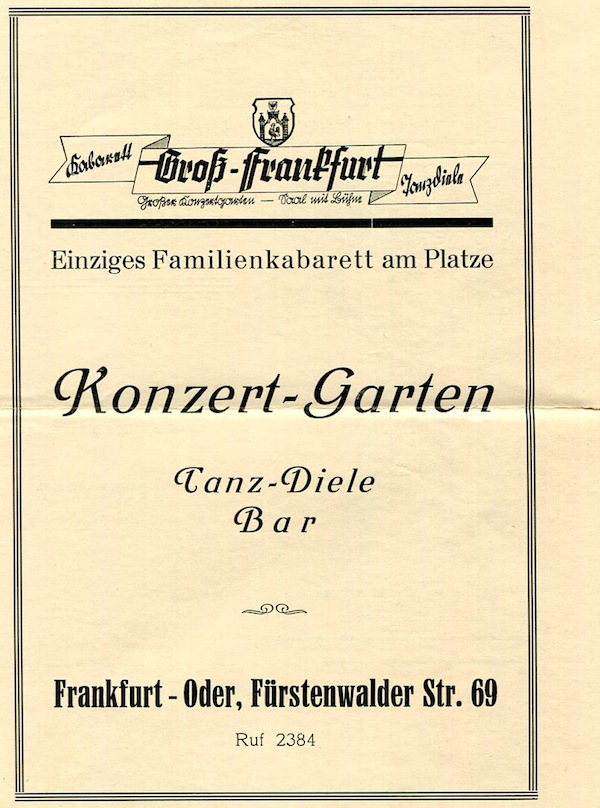 Kabarett Groß-Frankfurt Tanzdiele
Großer Konzertgarten — Saal mit Bühne
Einziges Familienkabarett am Platze
Konzert-Garten
Tanz-Diele
Bar
Frankfurt - Oder, Fürstenwalder Str. 69
Ruf 2384